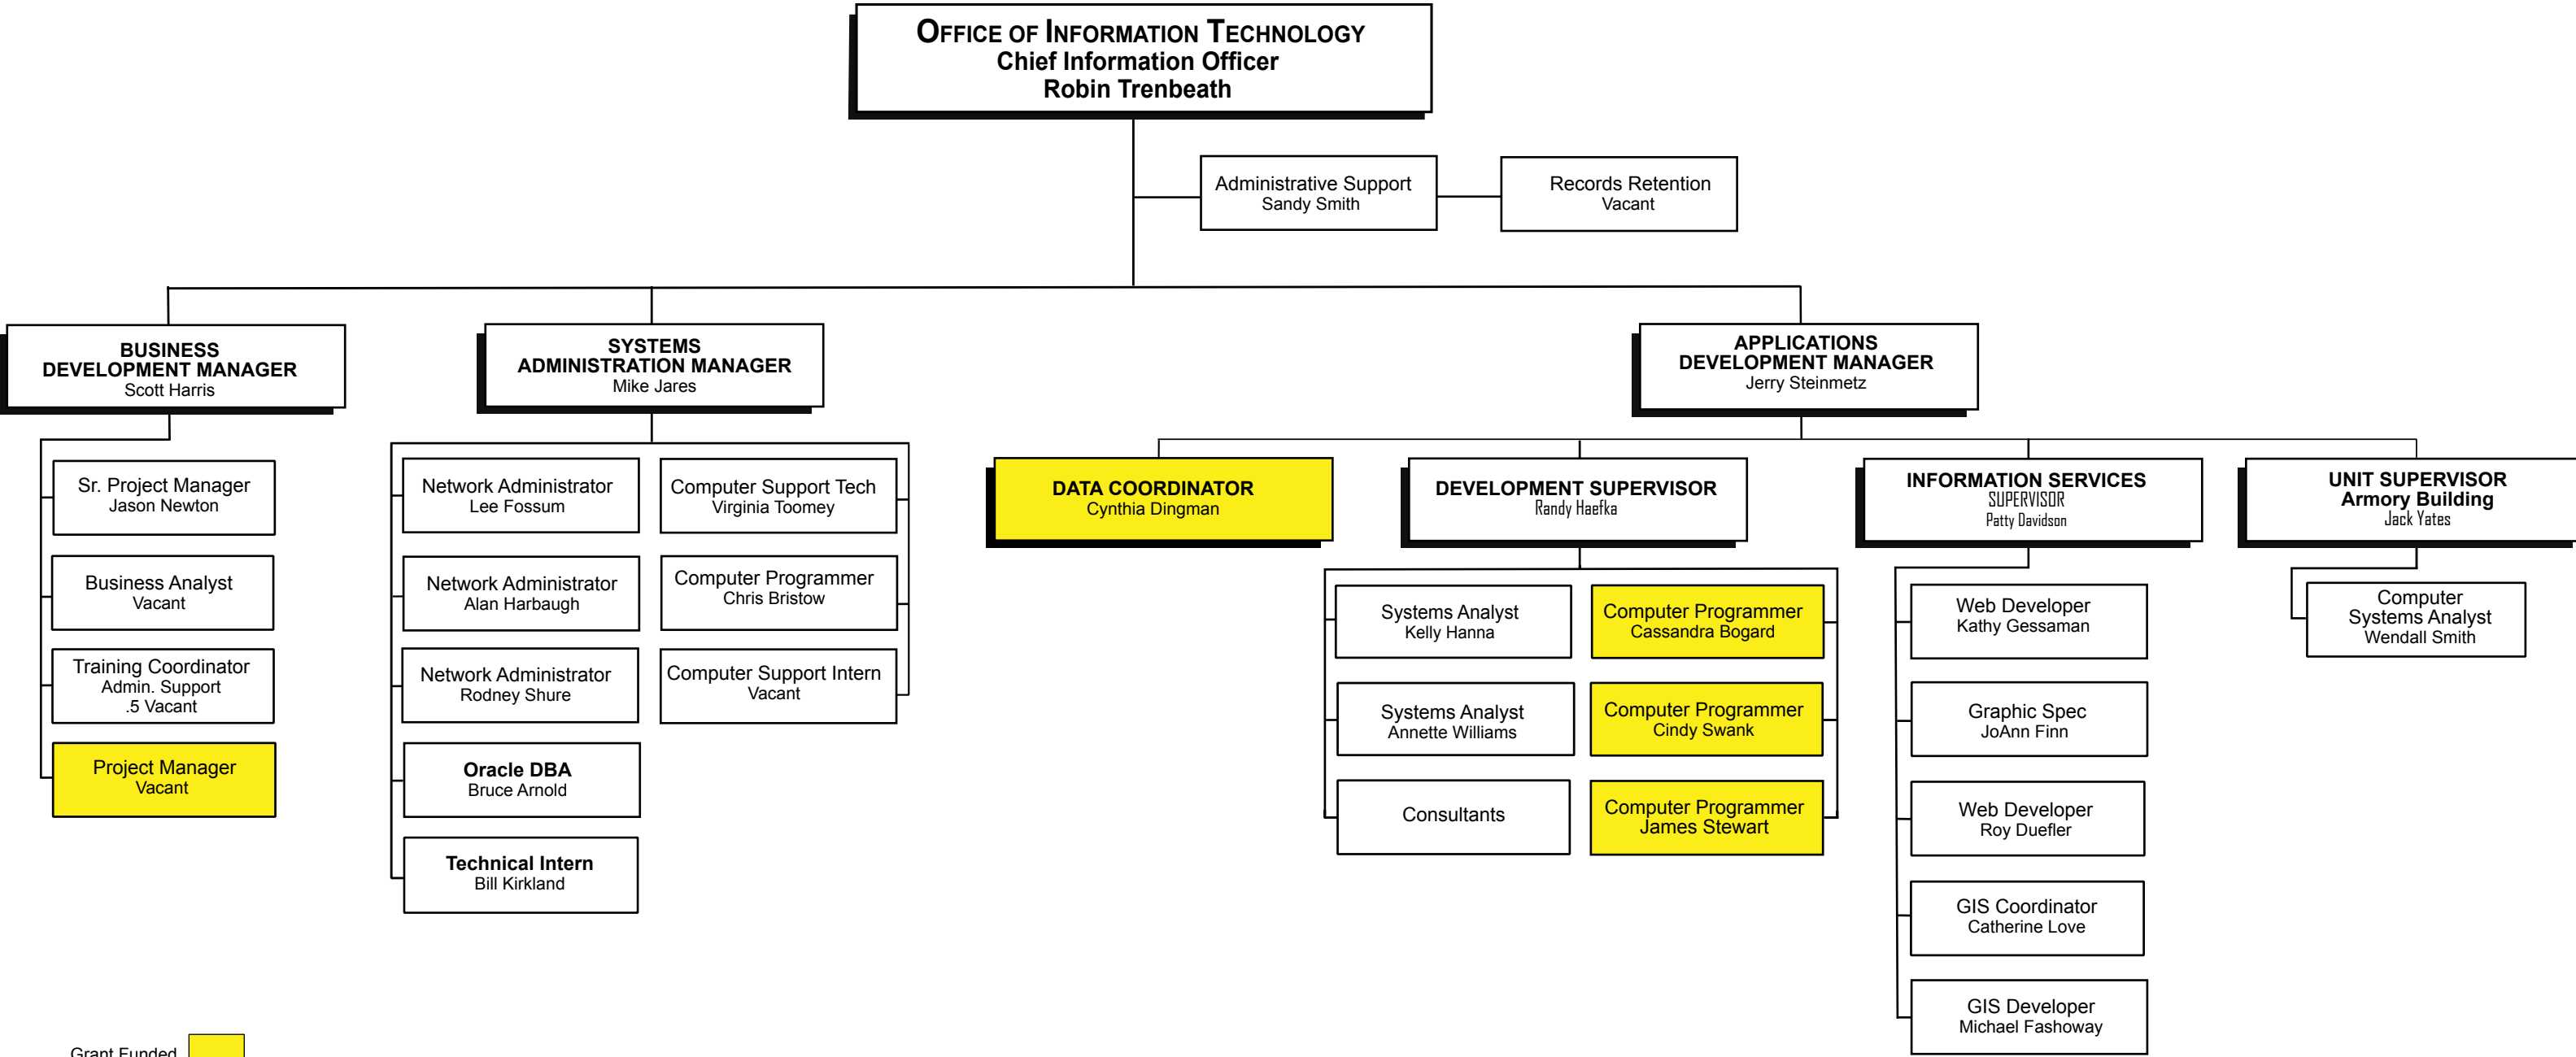 OFFICE OF INFORMATION TECHNOLOGY
Chief Information Officer
Robin Trenbeath
Administrative Support
Sandy Smith
Records Retention
Vacant
BUSINESS
DEVELOPMENT MANAGER
Scott Harris
SYSTEMS
ADMINISTRATION MANAGER
Mike Jares
APPLICATIONS
DEVELOPMENT MANAGER
Jerry Steinmetz
Sr. Project Manager
Jason Newton
Business Analyst
Vacant
Training Coordinator
Admin. Support
.5 Vacant
Project Manager
Vacant
Network Administrator
Lee Fossum
Network Administrator
Alan Harbaugh
Network Administrator
Rodney Shure
Oracle DBA
Bruce Arnold
Technical Intern
Bill Kirkland
Computer Support Tech
Virginia Toomey
Computer Programmer
Chris Bristow
Computer Support Intern
Vacant
DATA COORDINATOR
Cynthia Dingman
DEVELOPMENT SUPERVISOR
Randy Haefka
Systems Analyst
Kelly Hanna
Systems Analyst
Annette Williams
Consultants
Computer Programmer
Cassandra Bogard
Computer Programmer
Cindy Swank
Computer Programmer
James Stewart
INFORMATION SERVICES
SUPERVISOR
Patty Davidson
Web Developer
Kathy Gessaman
Graphic Spec
JoAnn Finn
Web Developer
Roy Duefler
GIS Coordinator
Catherine Love
GIS Developer
Michael Fashoway
UNIT SUPERVISOR
Armory Building
Jack Yates
Computer
Systems Analyst
Wendall Smith
Grant Funded